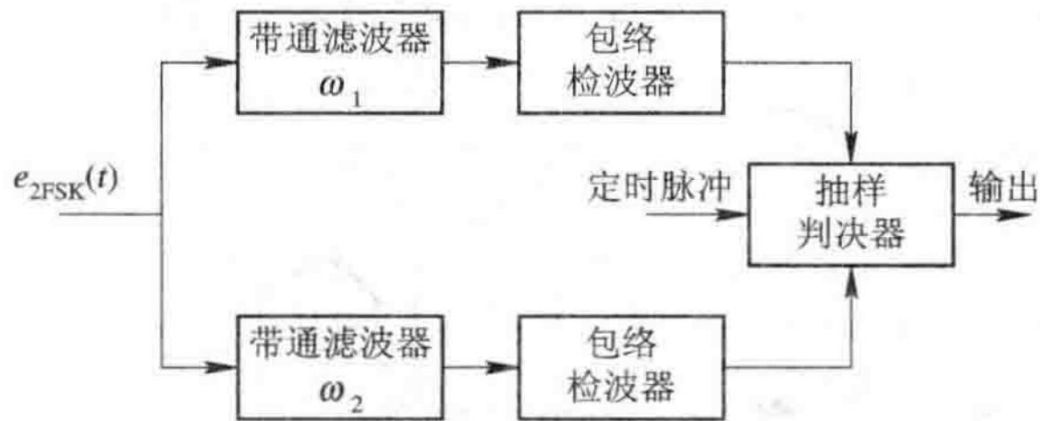 带通滤波器
ω₁
包络
检波器
e₂FSK(t)
定时脉冲
抽样
判决器
输出
带通滤波器
ω₂
包络
检波器